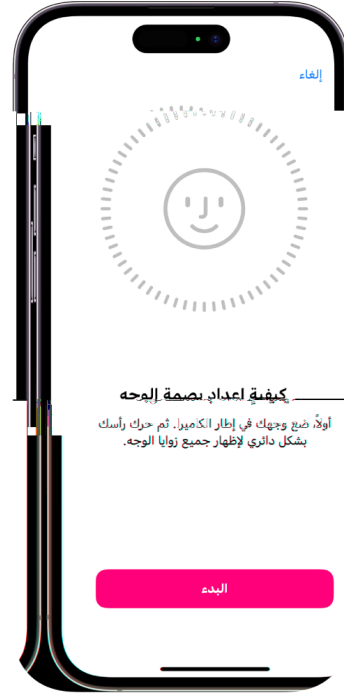 إلغاء
كيفية إعداد بصمة الوجه
أولاً، ضع وجهك في إطار الكاميرا. ثم حرك رأسك
بشكل دائري لإظهار جميع زوايا الوجه.
البدء